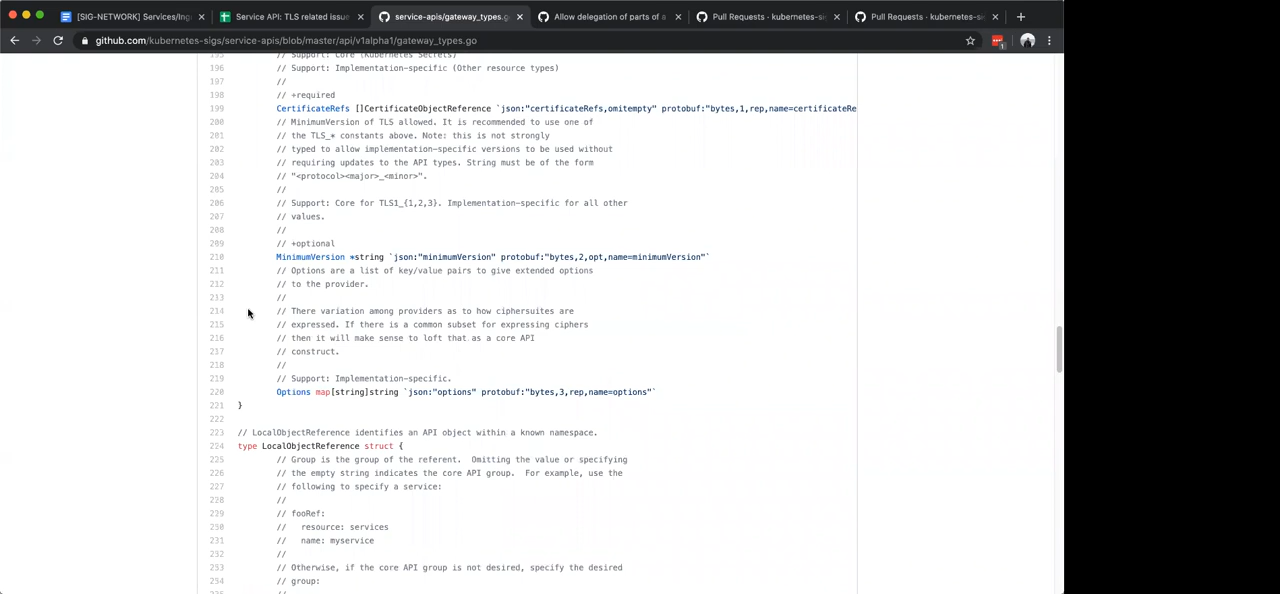 [SIG-NETWORK] Services/Ing
Service API: TLS related issue
service-apis/gateway_types.g
Allow delegation of parts of a
Pull Requests · kubernetes-si
Pull Requests · kubernetes-si
github.com/kubernetes-sigs/service-apis/blob/master/api/v1alpha1/gateway_types.go
195 // Support: Core (Kubernetes Secrets)
196 // Support: Implementation-specific (Other resource types)
197 //
198 // +required
199 CertificateRefs []CertificateObjectReference `json:"certificateRefs,omitempty" protobuf:"bytes,1,rep,name=certificateRe
200 // MinimumVersion of TLS allowed. It is recommended to use one of
201 // the TLS_* constants above. Note: this is not strongly
202 // typed to allow implementation-specific versions to be used without
203 // requiring updates to the API types. String must be of the form
204 // "<protocol><major>_<minor>".
205 //
206 // Support: Core for TLS1_{1,2,3}. Implementation-specific for all other
207 // values.
208 //
209 // +optional
210 MinimumVersion *string `json:"minimumVersion" protobuf:"bytes,2,opt,name=minimumVersion"`
211 // Options are a list of key/value pairs to give extended options
212 // to the provider.
213 //
214 // There variation among providers as to how ciphersuites are
215 // expressed. If there is a common subset for expressing ciphers
216 // then it will make sense to loft that as a core API
217 // construct.
218 //
219 // Support: Implementation-specific.
220 Options map[string]string `json:"options" protobuf:"bytes,3,rep,name=options"`
221 }
222
223 // LocalObjectReference identifies an API object within a known namespace.
224 type LocalObjectReference struct {
225 // Group is the group of the referent.  Omitting the value or specifying
226 // the empty string indicates the core API group.  For example, use the
227 // following to specify a service:
228 //
229 // fooRef:
230 //   resource: services
231 //   name: myservice
232 //
233 // Otherwise, if the core API group is not desired, specify the desired
234 // group:
235 //